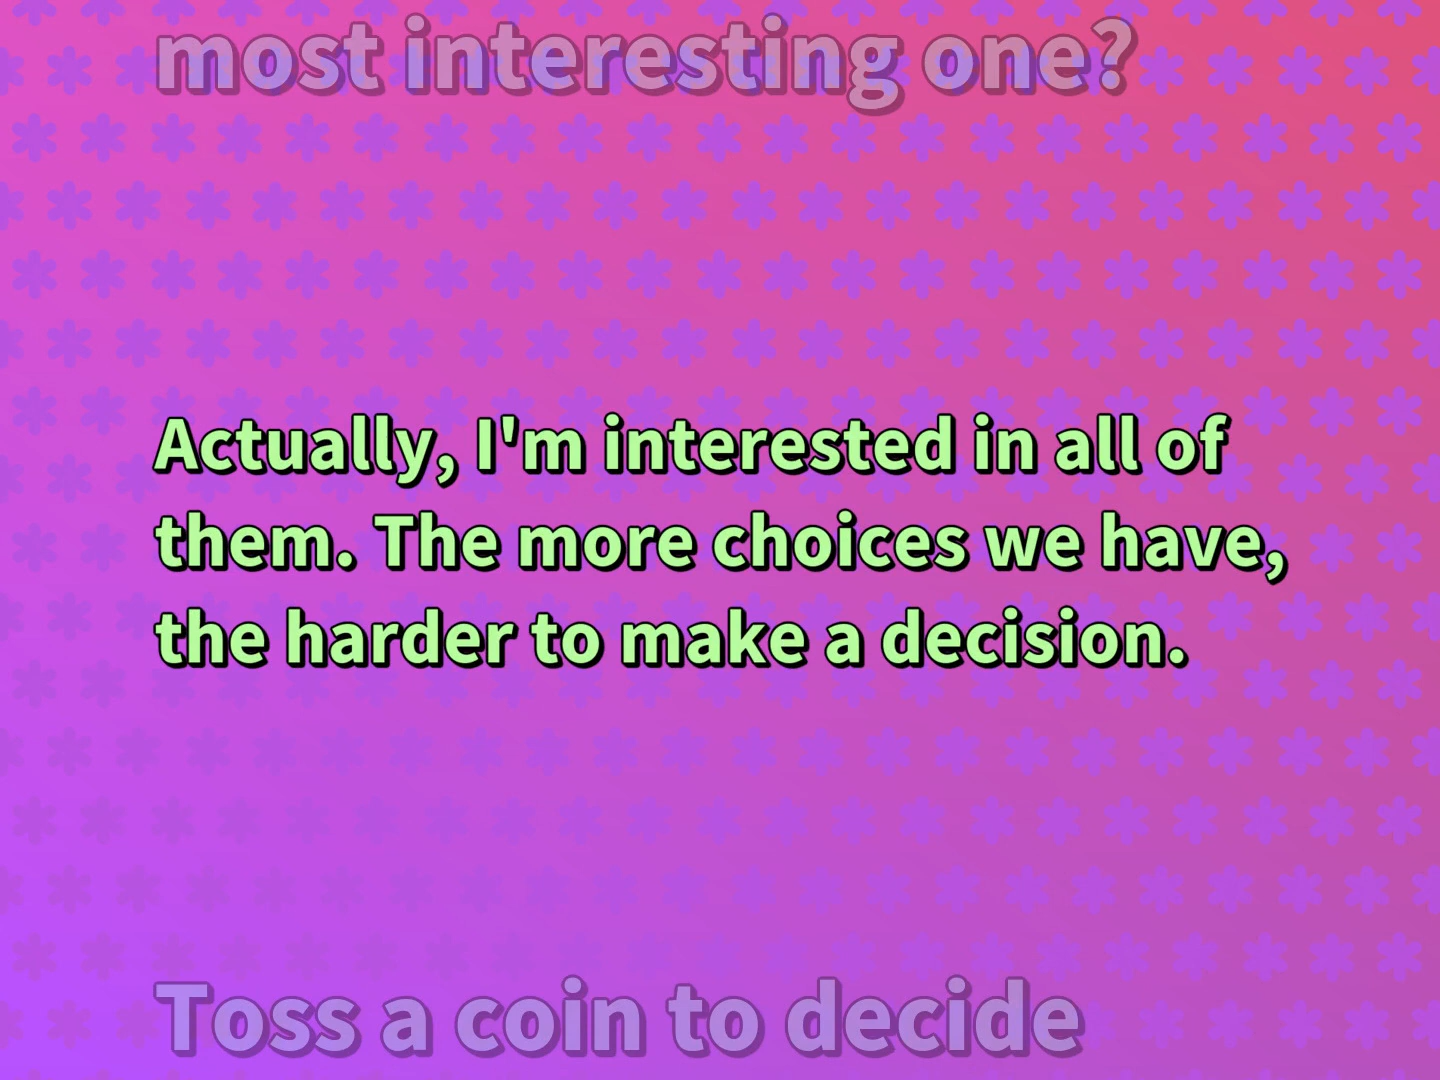 most interesting one?
Actually, I'm interested in all of
them. The more choices we have,
the harder to make a decision.
Toss a coin to decide